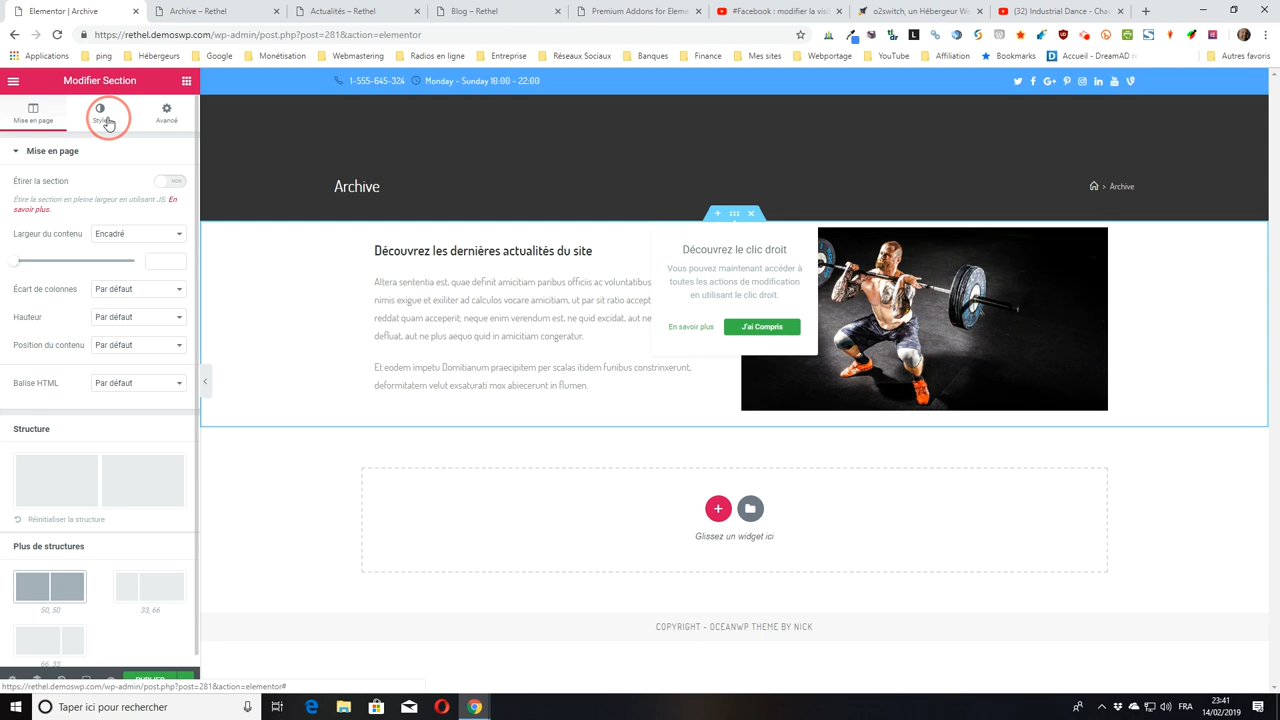 Elementor | Archive
Archive – Rethel
Actualités – Rethel
Blog – Rethel
Premium Addons for Eleme
#Facebook : modifier la visi
o2switch, un Hébergeur We
(32) Industrial Dance - Chao
https://rethel.demoswp.com/wp-admin/post.php?post=281&action=elementor
Applications
ping
Hébergeurs
Google
Monétisation
Webmastering
Radios en ligne
Entreprise
Réseaux Sociaux
Banques
Finance
Mes sites
Webportage
YouTube
Affiliation
Bookmarks
Accueil – DreamAD re
Autres favoris
Modifier Section
1-555-645-324
Monday - Sunday 10:00 - 22:00
Mise en page
Style
Avancé
Mise en page
Étirer la section
NON
Étire la section en pleine largeur en utilisant JS. En
savoir plus.
Largeur du contenu
Encadré
Écart de colonnes
Par défaut
Hauteur
Par défaut
Position du contenu
Par défaut
Balise HTML
Par défaut
Structure
Réinitialiser la structure
Plus de structures
50, 50
33, 66
66, 33
Archive
> Archive
Découvrez les dernières actualités du site
Altera sententia est, quae definit amicitiam paribus officiis ac voluntatibus
nimis exigue et exiliter ad calculos vocare amicitiam, ut par sit ratio accept
reddat quam acceperit; neque enim verendum est, ne quid excidat, aut ne
defluat, aut ne plus aequo quid in amicitiam congeratur.
Et eodem impetu Domitianum praecipitem per scalas itidem funibus constrinxerunt,
deformitatem velut exsaturati mox abiecerunt in flumen.
Découvrez le clic droit
Vous pouvez maintenant accéder à
toutes les actions de modification
en utilisant le clic droit.
En savoir plus
J'ai Compris
Glissez un widget ici
COPYRIGHT - OCEANWP THEME BY NICK
PUBLIER
https://rethel.demoswp.com/wp-admin/post.php?post=281&action=elementor#
Taper ici pour rechercher
FRA
23:41
14/02/2019